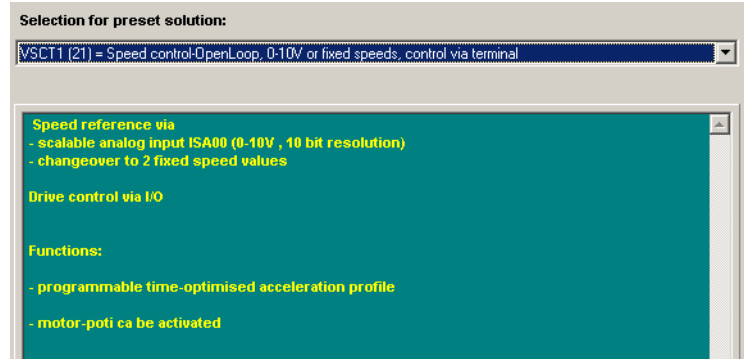 Selection for preset solution:
VSCT1 (21) = Speed control-OpenLoop, 0-10V or fixed speeds, control via terminal
Speed reference via
- scalable analog input ISA00 (0-10V , 10 bit resolution)
- changeover to 2 fixed speed values
Drive control via I/O
Functions:
- programmable time-optimised acceleration profile
- motor-poti ca be activated